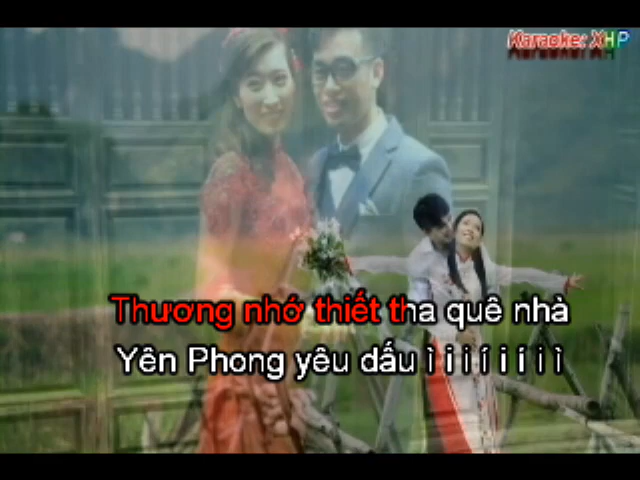 Karaoke: XHP
Thương nhớ thiết tha quê nhà
Yên Phong yêu dấu ì i i í i í i ì